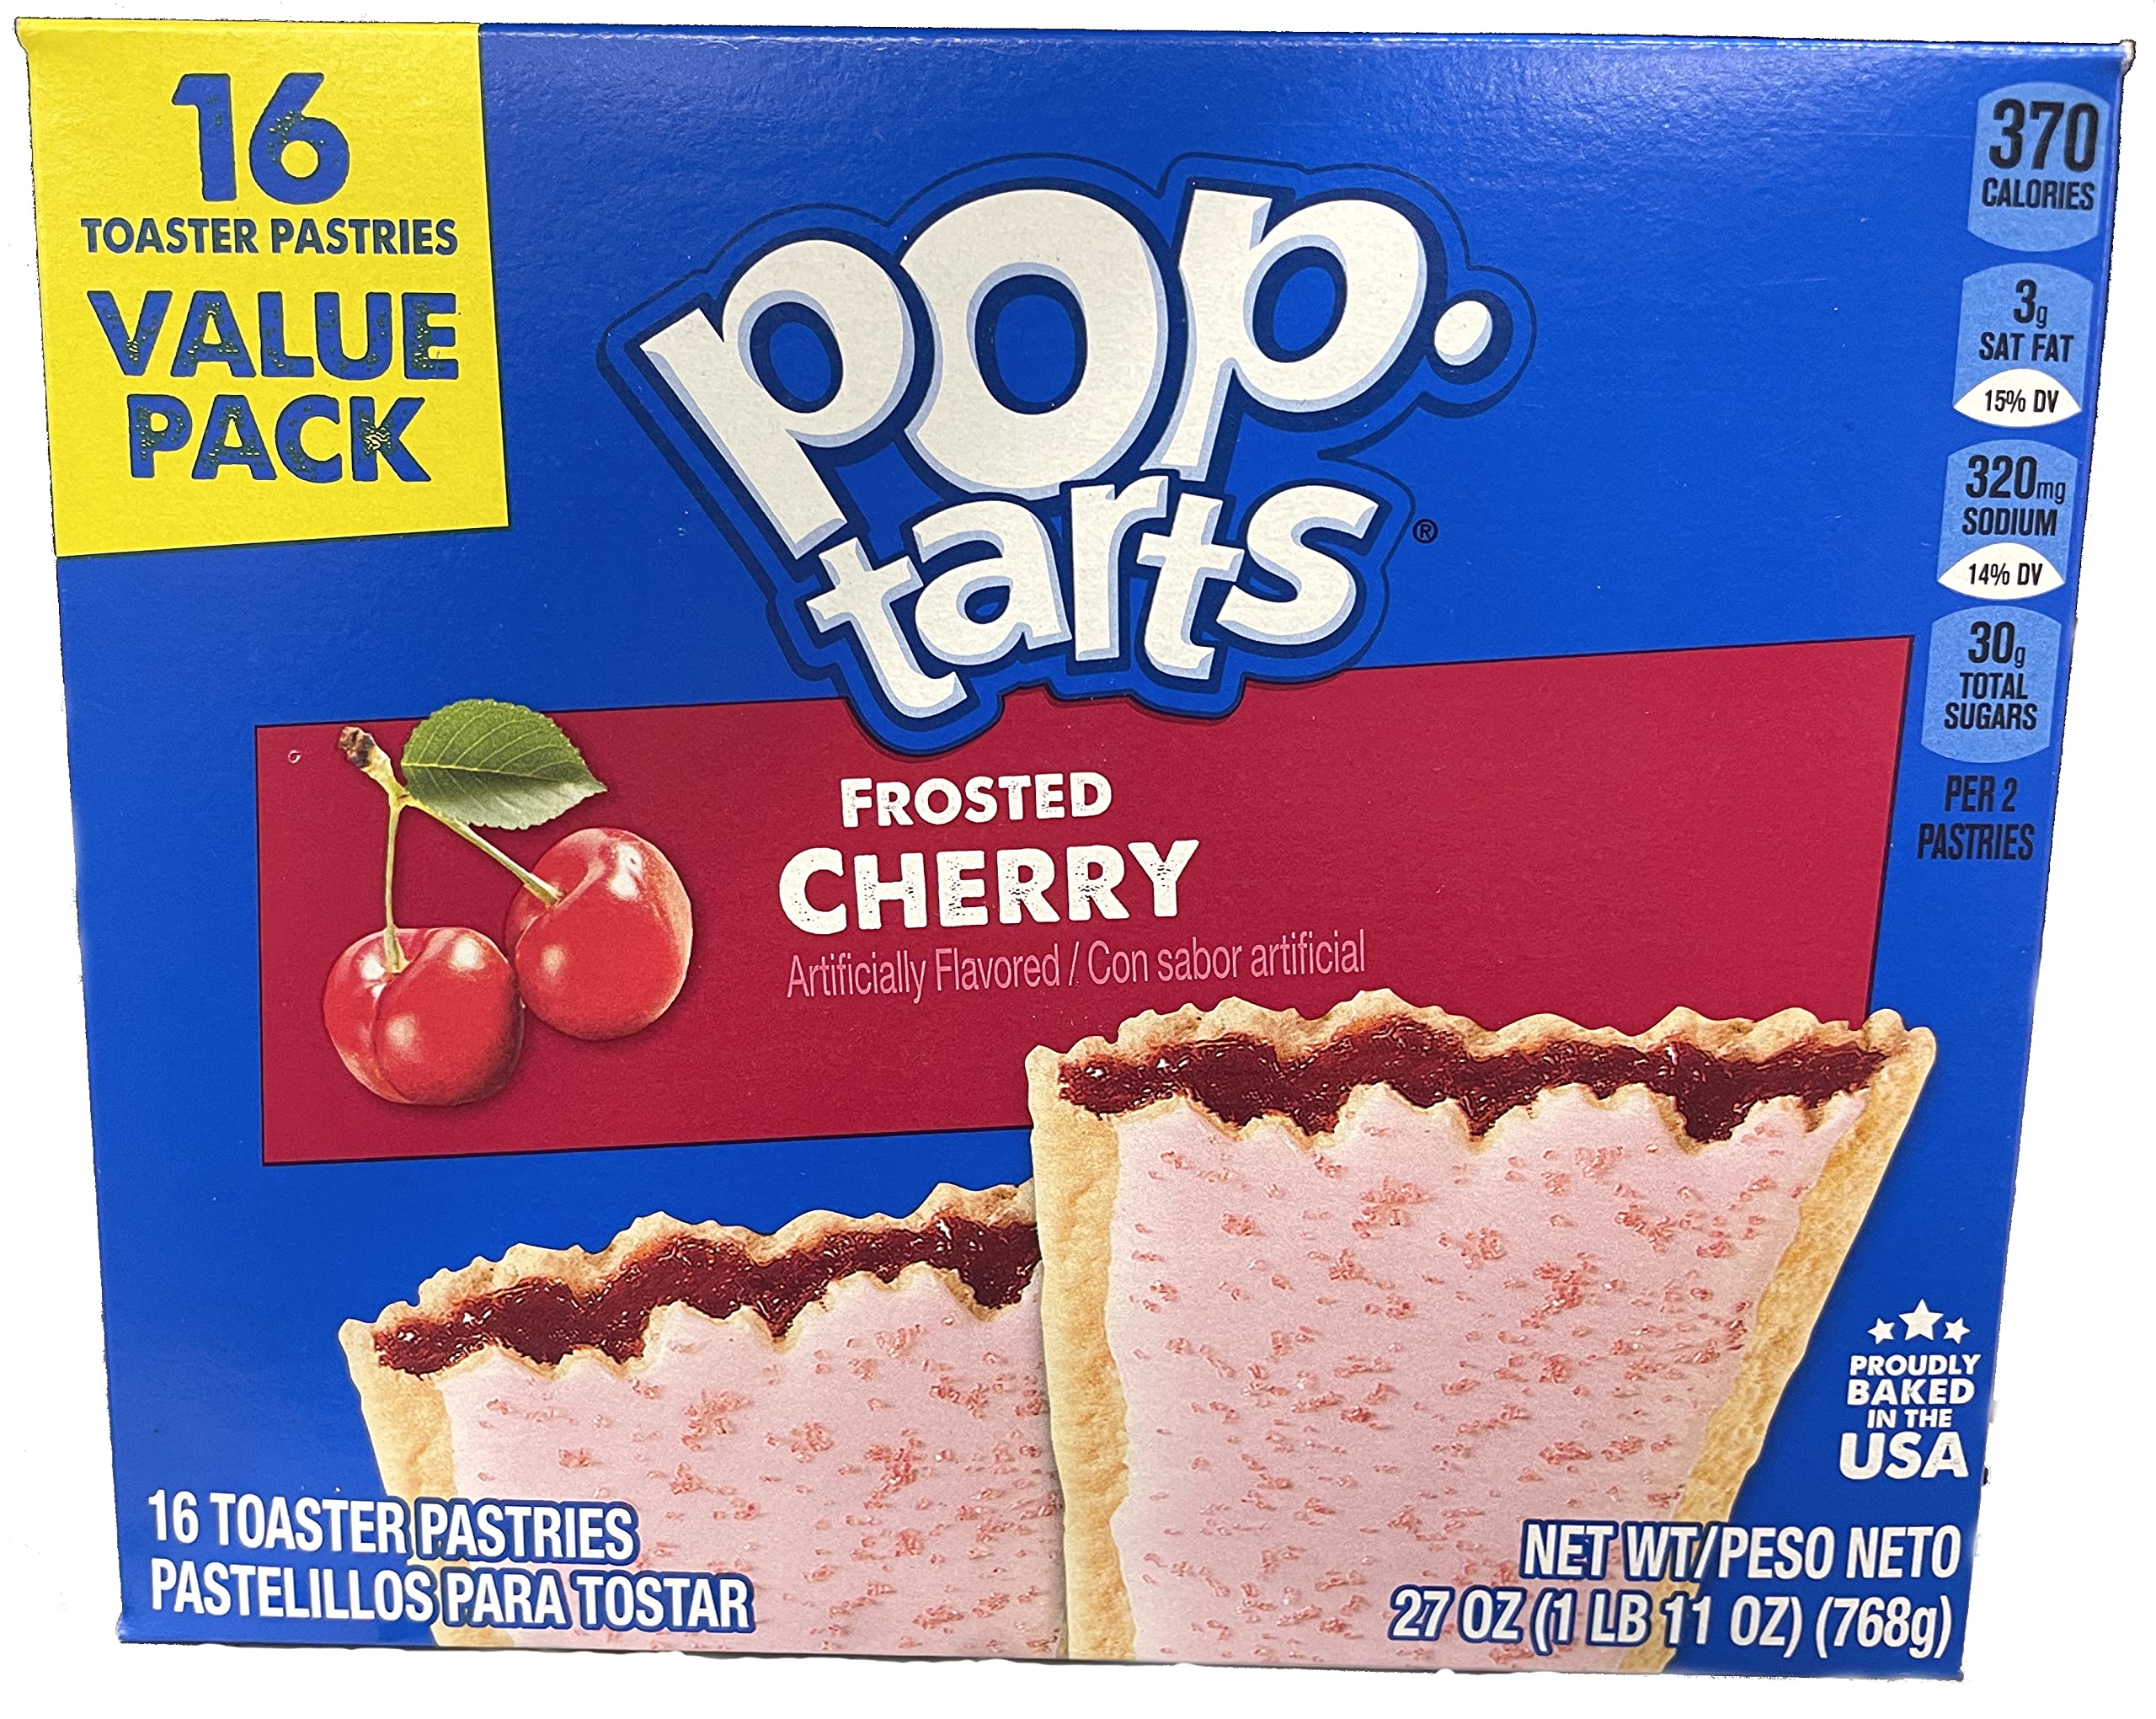 16
TOASTER PASTRIES
VALUE
PACK
pop.
tarts®
FROSTED
CHERRY
Artificially Flavored / Con sabor artificial
370
CALORIES
3g
SAT FAT
15% DV
320mg
SODIUM
14% DV
30g
TOTAL
SUGARS
PER 2
PASTRIES
PROUDLY
BAKED
IN THE
USA
16 TOASTER PASTRIES
PASTELILLOS PARA TOSTAR
NET WT/PESO NETO
27 OZ (1 LB 11 OZ) (768g)